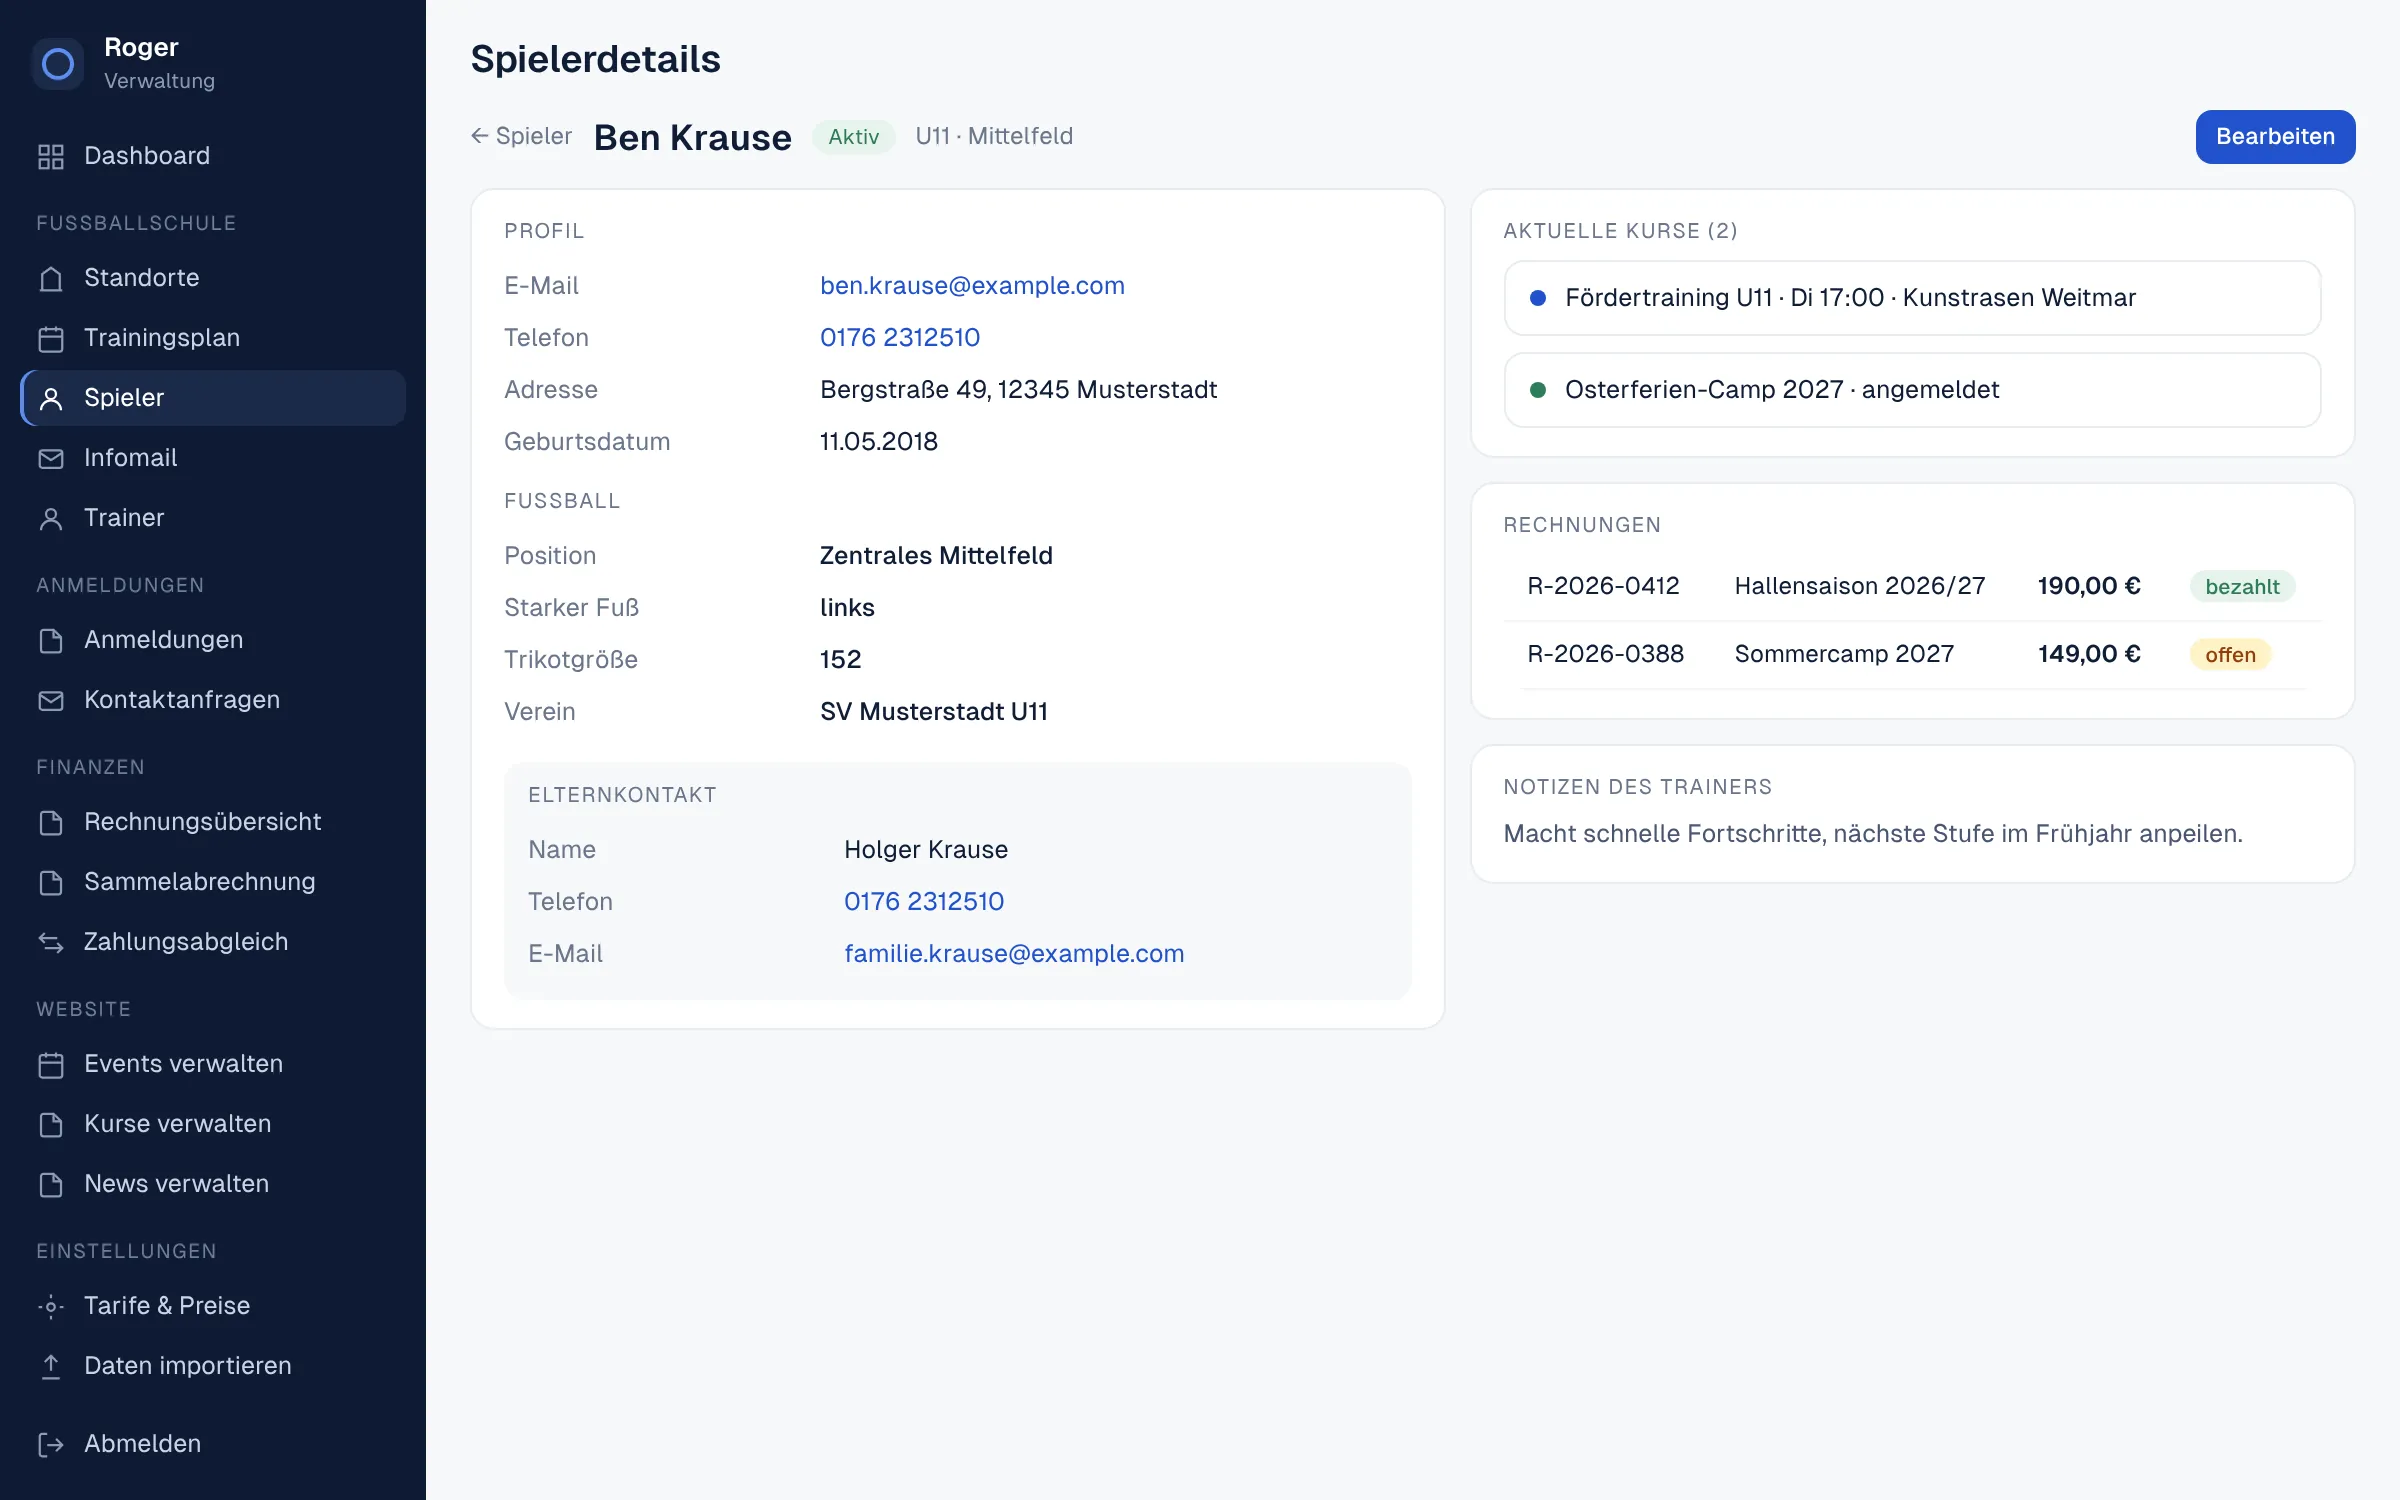 Roger
Verwaltung
Dashboard
FUSSBALLSCHULE
Standorte
Trainingsplan
Spieler
Infomail
Trainer
ANMELDUNGEN
Anmeldungen
Kontaktanfragen
FINANZEN
Rechnungsübersicht
Sammelabrechnung
Zahlungsabgleich
WEBSITE
Events verwalten
Kurse verwalten
News verwalten
EINSTELLUNGEN
Tarife & Preise
Daten importieren
Abmelden
Spielerdetails
← Spieler Ben Krause Aktiv U11 · Mittelfeld
Bearbeiten
PROFIL
E-Mail ben.krause@example.com
Telefon 0176 2312510
Adresse Bergstraße 49, 12345 Musterstadt
Geburtsdatum 11.05.2018
FUSSBALL
Position Zentrales Mittelfeld
Starker Fuß links
Trikotgröße 152
Verein SV Musterstadt U11
ELTERNKONTAKT
Name Holger Krause
Telefon 0176 2312510
E-Mail familie.krause@example.com
AKTUELLE KURSE (2)
Fördertraining U11 · Di 17:00 · Kunstrasen Weitmar
Osterferien-Camp 2027 · angemeldet
RECHNUNGEN
R-2026-0412 Hallensaison 2026/27 190,00 € bezahlt
R-2026-0388 Sommercamp 2027 149,00 € offen
NOTIZEN DES TRAINERS
Macht schnelle Fortschritte, nächste Stufe im Frühjahr anpeilen.